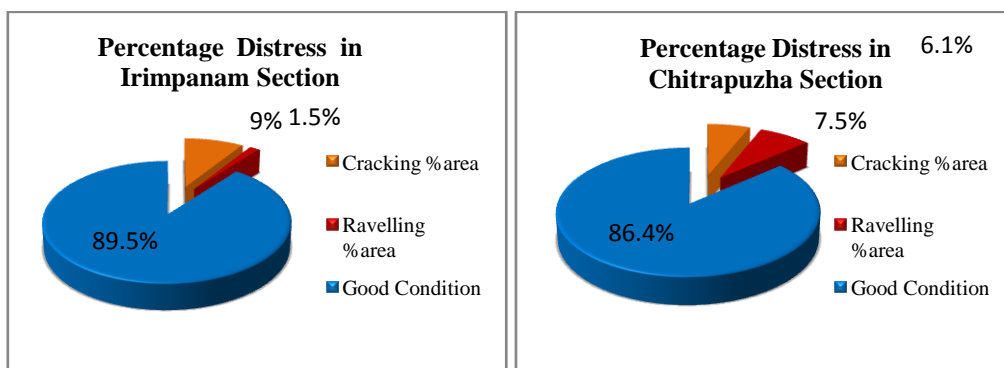 Percentage Distress in
Irimpanam Section
9%
1.5%
89.5%
Cracking %area
Ravelling
%area
Good Condition
Percentage Distress in
Chitrapuzha Section
6.1%
7.5%
86.4%
Cracking %area
Ravelling
%area
Good Condition